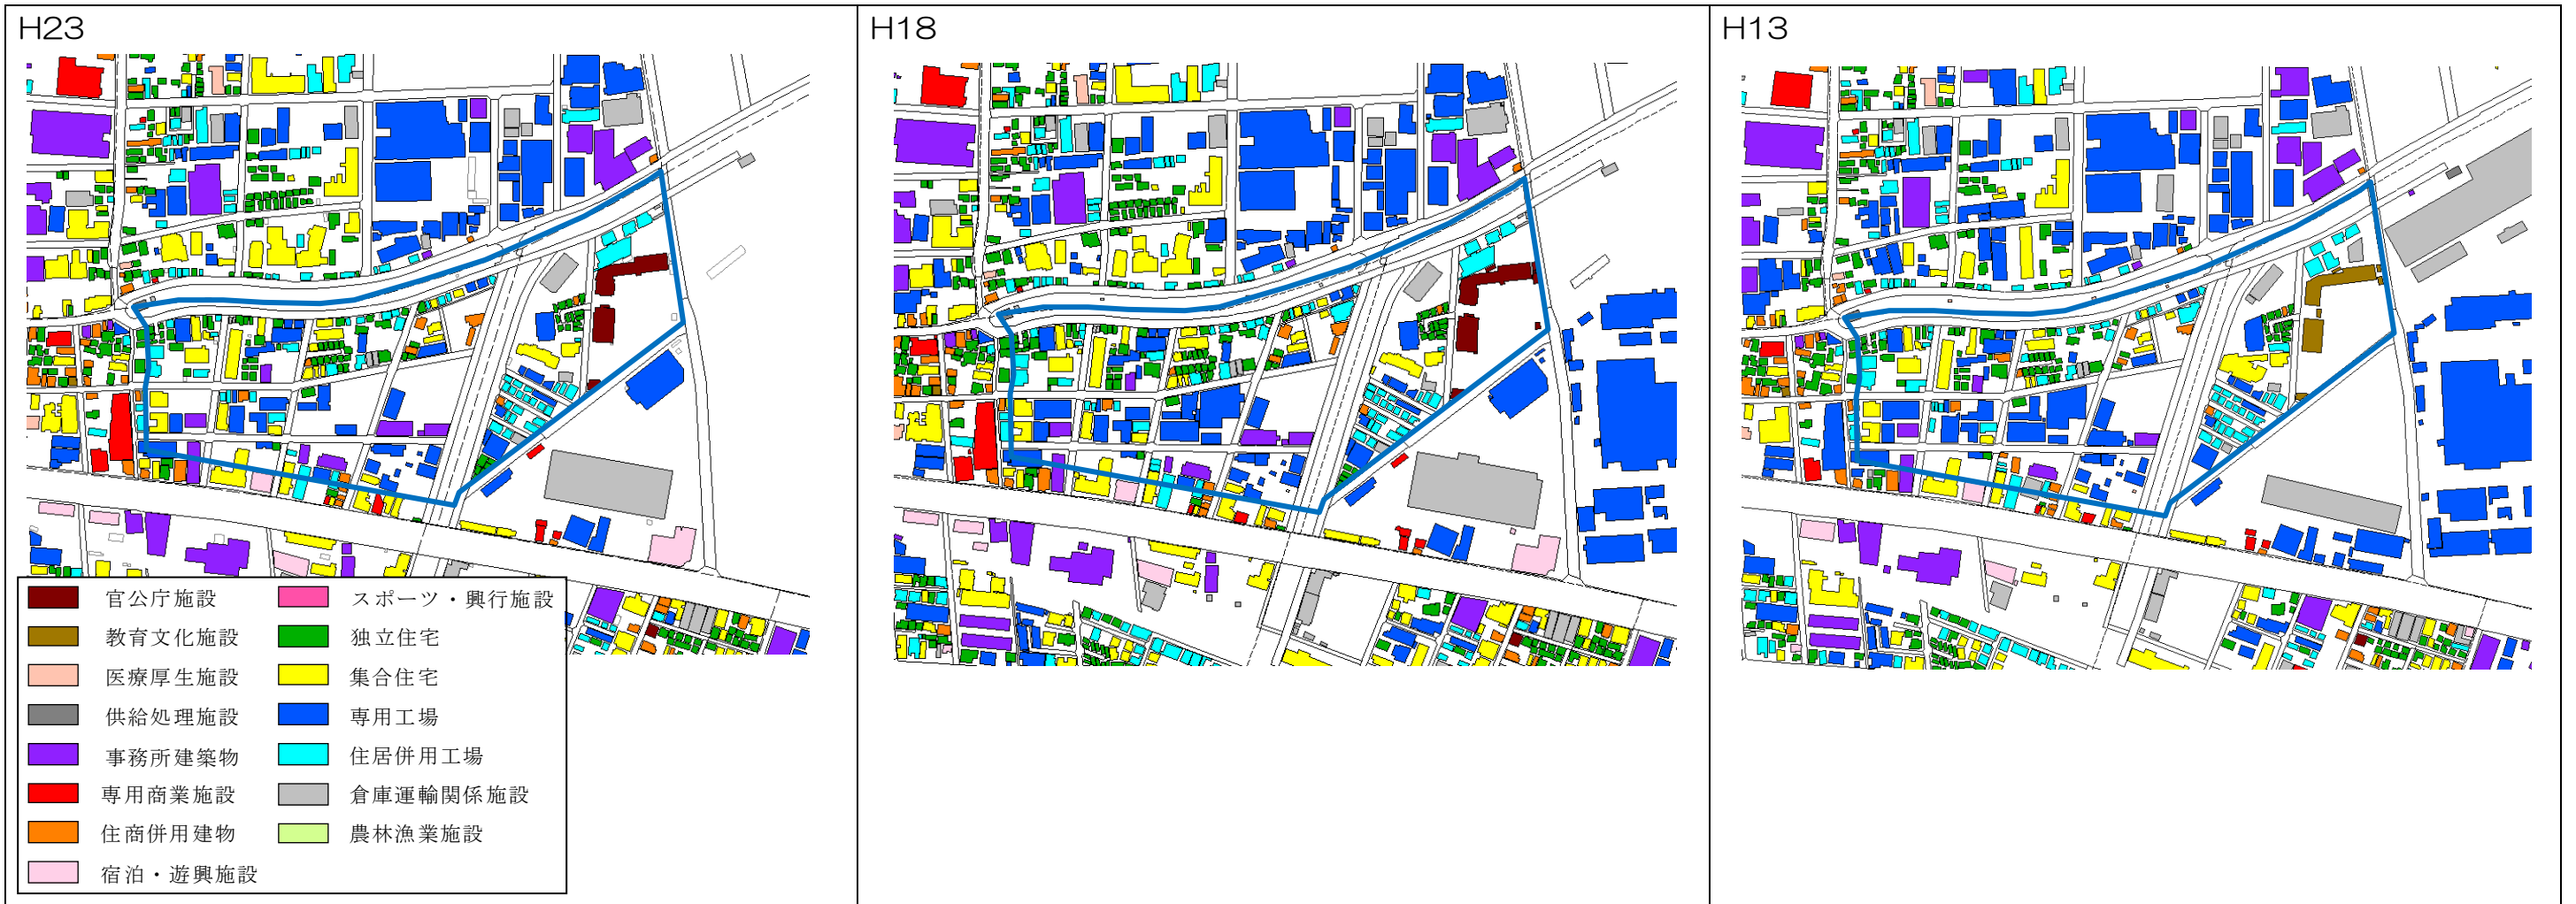 H23
H18
H13
官公庁施設
スポーツ・興行施設
教育文化施設
独立住宅
医療厚生施設
集合住宅
供給処理施設
専用工場
事務所建築物
住居併用工場
専用商業施設
倉庫運輸関係施設
住商併用建物
農林漁業施設
宿泊・遊興施設